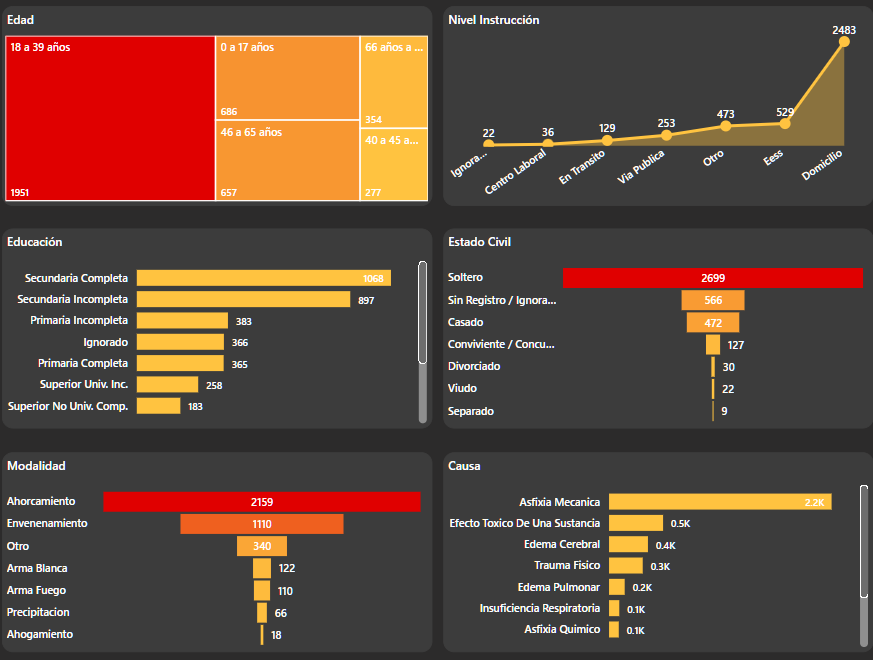 Edad
18 a 39 años
1951
0 a 17 años
686
46 a 65 años
657
66 años a ...
354
40 a 45 a...
277
Nivel Instrucción
22
36
129
253
473
529
2483
Ignora...
Centro Laboral
En Transito
Via Publica
Otro
Eess
Domicilio
Educación
Secundaria Completa 1068
Secundaria Incompleta 897
Primaria Incompleta 383
Ignorado 366
Primaria Completa 365
Superior Univ. Inc. 258
Superior No Univ. Comp. 183
Estado Civil
Soltero 2699
Sin Registro / Ignora... 566
Casado 472
Conviviente / Concu... 127
Divorciado 30
Viudo 22
Separado 9
Modalidad
Ahorcamiento 2159
Envenenamiento 1110
Otro 340
Arma Blanca 122
Arma Fuego 110
Precipitacion 66
Ahogamiento 18
Causa
Asfixia Mecanica 2.2K
Efecto Toxico De Una Sustancia 0.5K
Edema Cerebral 0.4K
Trauma Fisico 0.3K
Edema Pulmonar 0.2K
Insuficiencia Respiratoria 0.1K
Asfixia Quimico 0.1K